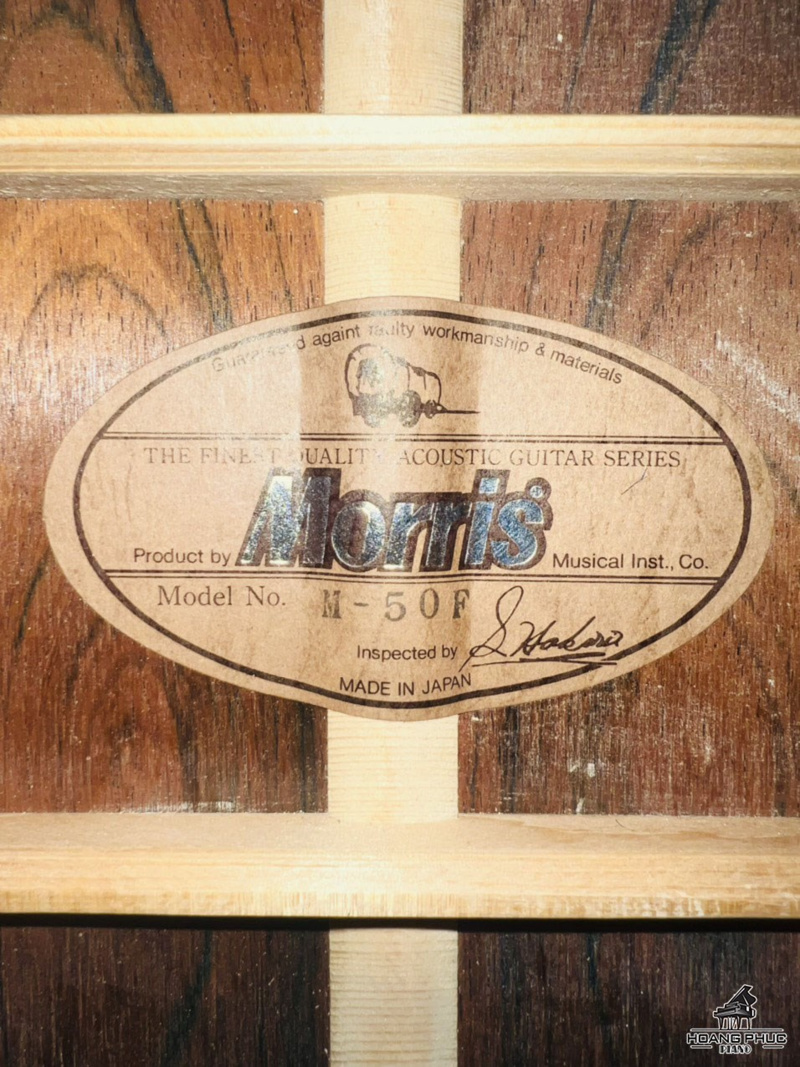 Guaranteed againt faulty workmanship & materials
THE FINEST QUALITY ACOUSTIC GUITAR SERIES
Product by Morris® Musical Inst., Co.
Model No. M-50F
Inspected by
MADE IN JAPAN
HOANG PHUC
PIANO